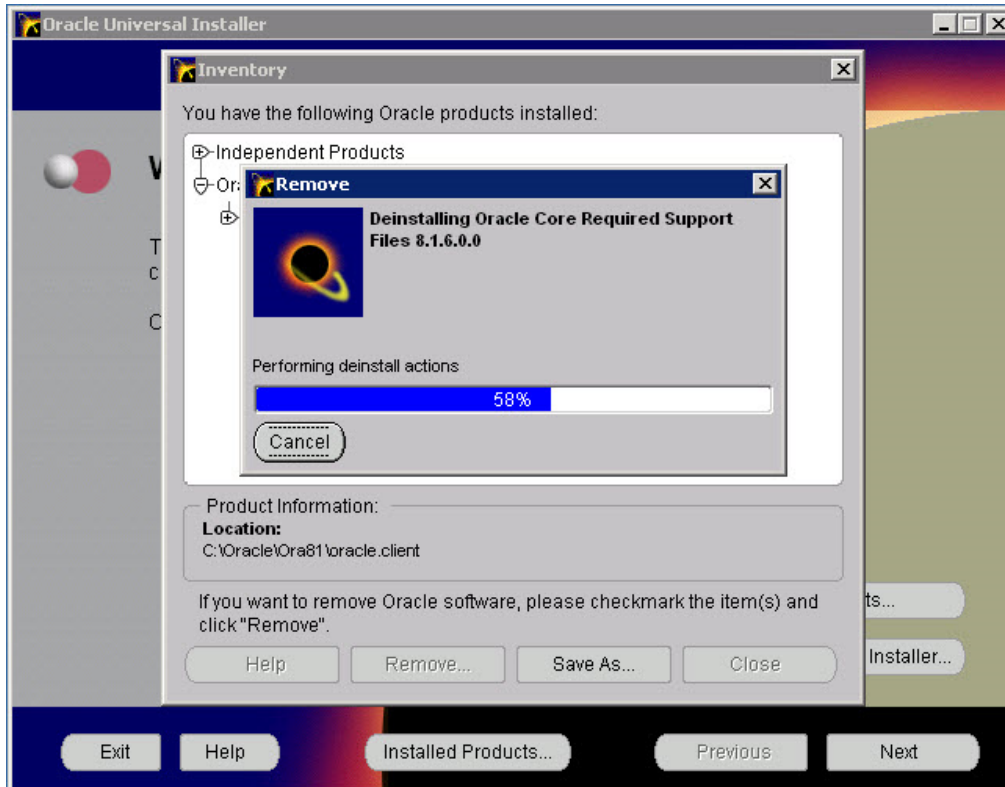 Oracle Universal Installer
Inventory
You have the following Oracle products installed:
Independent Products
Remove
Deinstalling Oracle Core Required Support
Files 8.1.6.0.0
Performing deinstall actions
58%
Cancel
Product Information:
Location:
C:\Oracle\Ora81\oracle.client
If you want to remove Oracle software, please checkmark the item(s) and
click "Remove".
Help Remove... Save As... Close
Installer...
Exit Help Installed Products... Previous Next